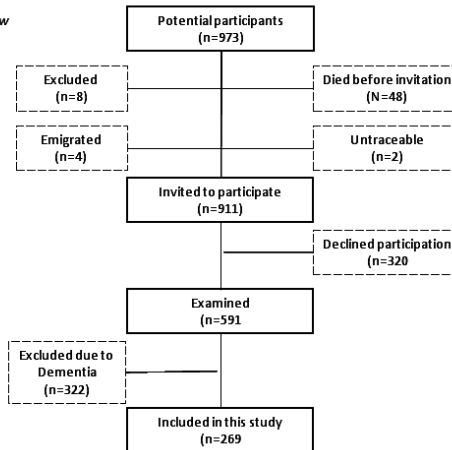 w
Potential participants
(n=973)
Excluded
(n=8)
Died before invitation
(N=48)
Emigrated
(n=4)
Untraceable
(n=2)
Invited to participate
(n=911)
Declined participation
(n=320
Examined
(n=591
Excluded due to
Dementia
(n=322)
Included in this study
(n=269